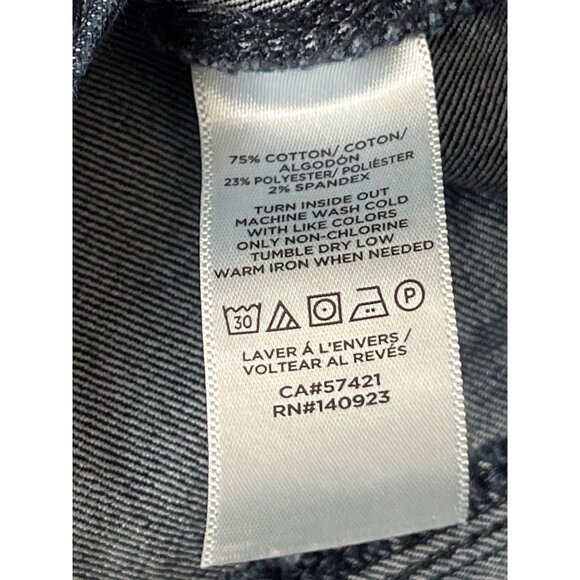 75% COTTON/ COTON/
ALGODÓN
23% POLYESTER/ POLIÉSTER
2% SPANDEX
TURN INSIDE OUT
MACHINE WASH COLD
WITH LIKE COLORS
ONLY NON-CHLORINE
TUMBLE DRY LOW
WARM IRON WHEN NEEDED
30 P
LAVER Á L'ENVERS/
VOLTEAR AL REVÉS
CA#57421
RN#140923